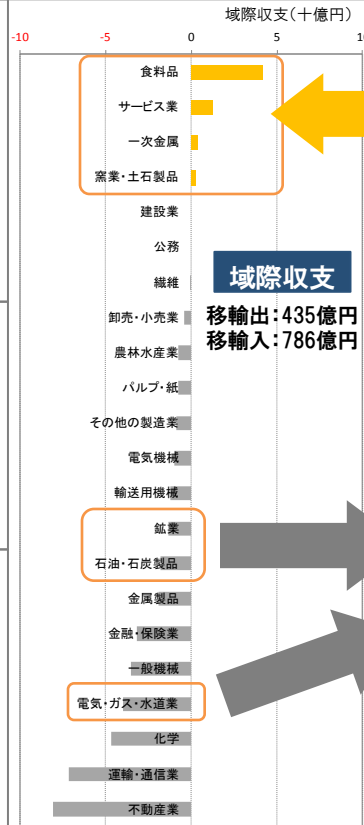 域際収支(十億円)
-10 -5 0 5 10
食料品
サービス業
一次金属
窯業・土石製品
建設業
公務
繊維
域際収支
卸売・小売業
移輸出:435億円
移輸入:786億円
農林水産業
パルプ・紙
その他の製造業
電気機械
輸送用機械
鉱業
石油・石炭製品
金属製品
金融・保険業
一般機械
電気・ガス・水道業
化学
運輸・通信業
不動産業